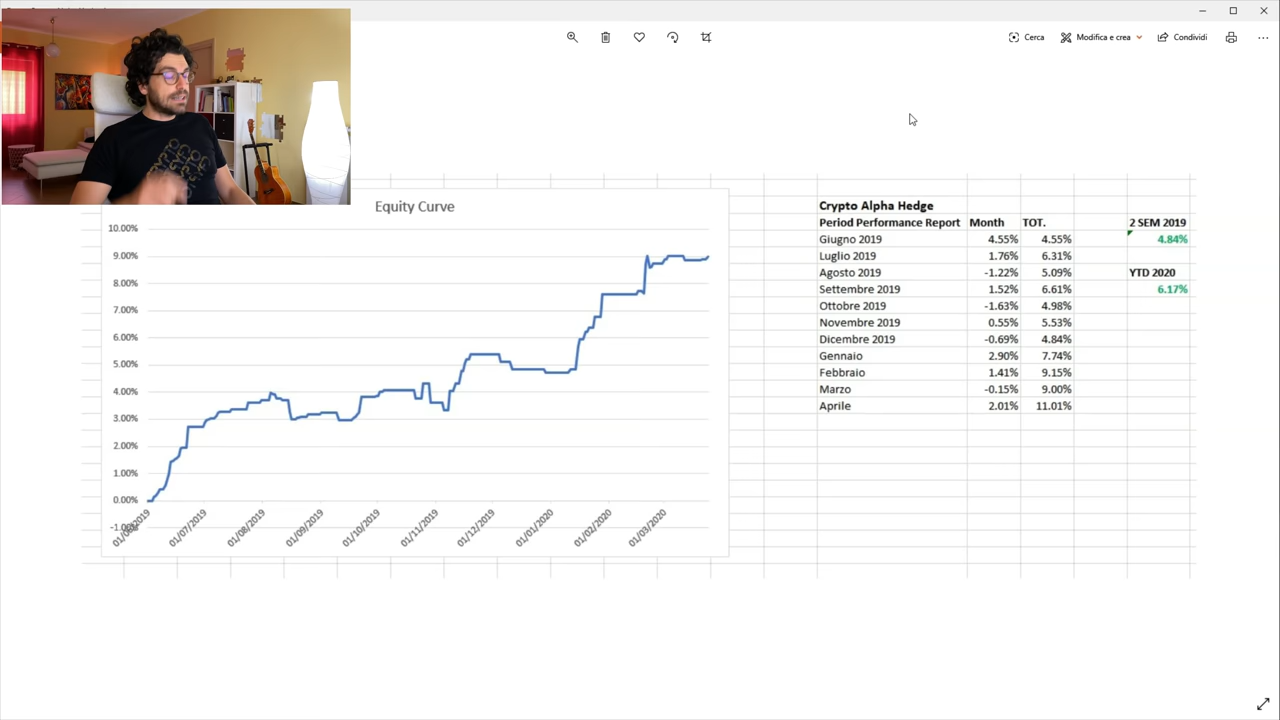 Cerca
Modifica e crea
Condividi
Equity Curve
10.00%
9.00%
8.00%
7.00%
6.00%
5.00%
4.00%
3.00%
2.00%
1.00%
0.00%
01/07/2019
01/08/2019
01/09/2019
01/10/2019
01/11/2019
01/12/2019
01/01/2020
01/02/2020
01/03/2020
Crypto Alpha Hedge
Period Performance Report Month TOT. 2 SEM 2019
Giugno 2019 4.55% 4.55% 4.84%
Luglio 2019 1.76% 6.31%
Agosto 2019 -1.22% 5.09% YTD 2020
Settembre 2019 1.52% 6.61% 6.17%
Ottobre 2019 -1.63% 4.98%
Novembre 2019 0.55% 5.53%
Dicembre 2019 -0.69% 4.84%
Gennaio 2.90% 7.74%
Febbraio 1.41% 9.15%
Marzo -0.15% 9.00%
Aprile 2.01% 11.01%